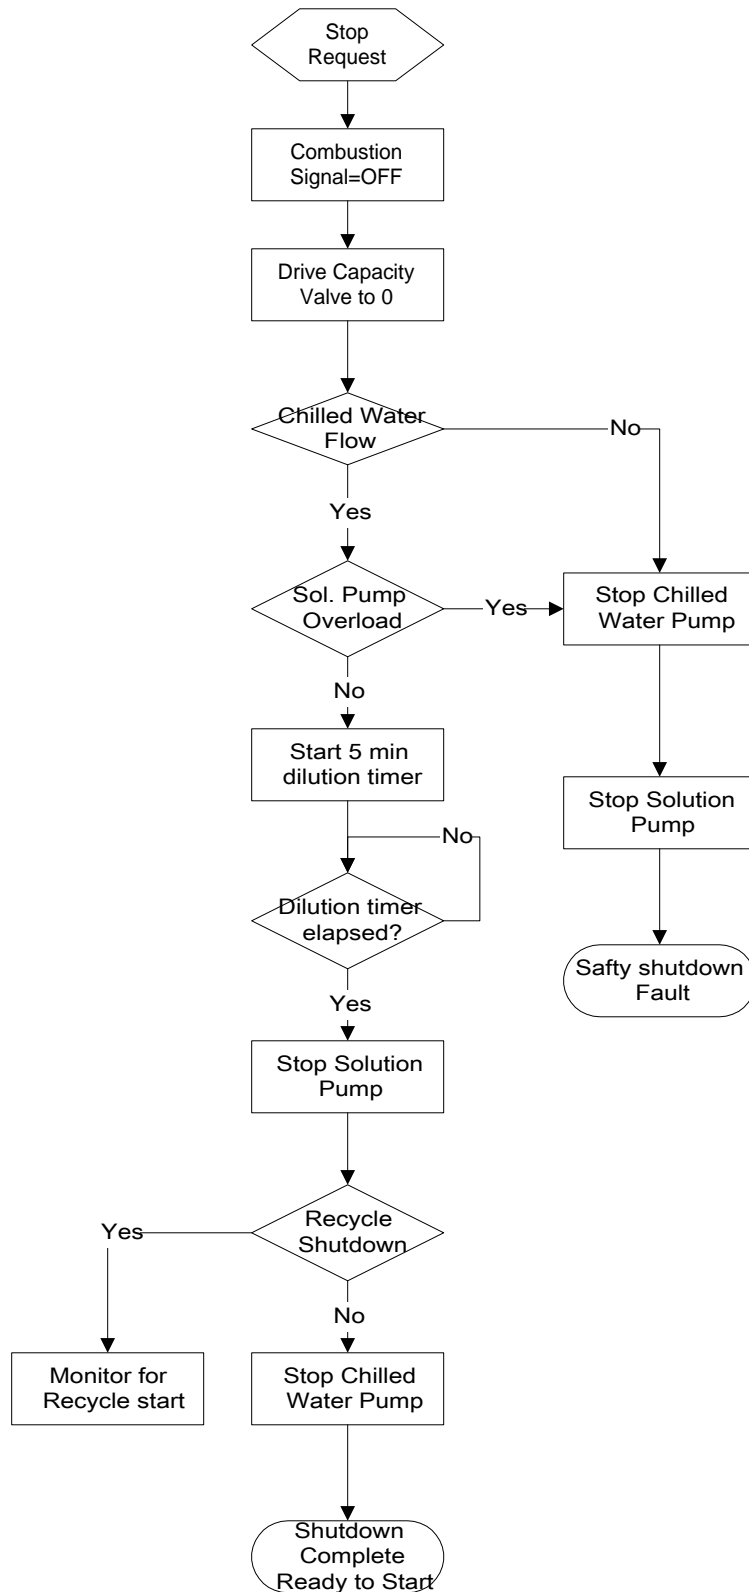 Stop
Request
Combustion
Signal=OFF
Drive Capacity
Valve to 0
Chilled Water
Flow
No
Yes
Sol. Pump
Overload
Yes
Stop Chilled
Water Pump
No
Start 5 min
dilution timer
Stop Solution
Pump
No
Dilution timer
elapsed?
Safty shutdown
Fault
Yes
Stop Solution
Pump
Recycle
Shutdown
Yes
No
Monitor for
Recycle start
Stop Chilled
Water Pump
Shutdown
Complete
Ready to Start